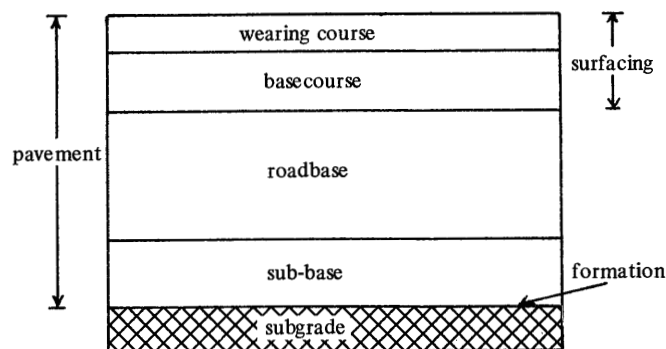 wearing course
surfacing
basecourse
pavement
roadbase
sub-base
formation
subgrade